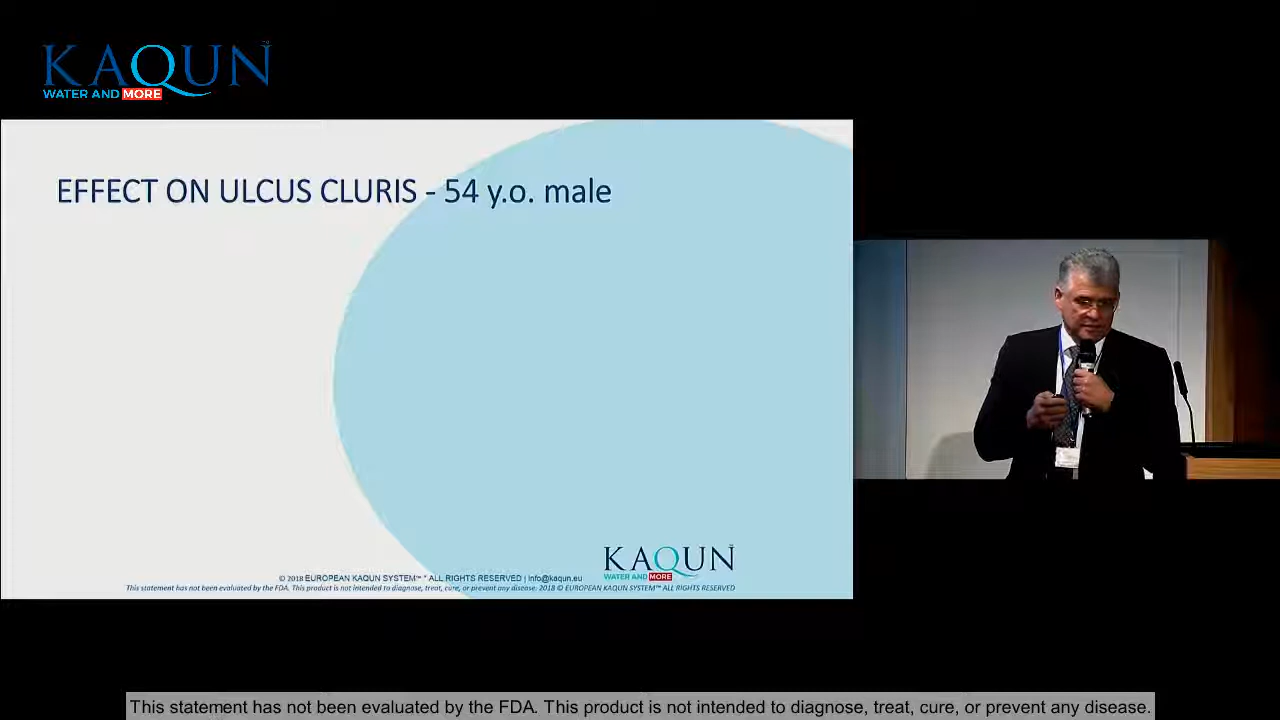 KAQUN
WATER AND MORE
EFFECT ON ULCUS CLURIS - 54 y.o. male
KAQUN
WATER AND MORE
© 2018 EUROPEAN KAQUN SYSTEM™ * ALL RIGHTS RESERVED | info@kaqun.eu
This statement has not been evaluated by the FDA. This product is not intended to diagnose, treat, cure, or prevent any disease. 2018 © EUROPEAN KAQUN SYSTEM™ ALL RIGHTS RESERVED
This statement has not been evaluated by the FDA. This product is not intended to diagnose, treat, cure, or prevent any disease.